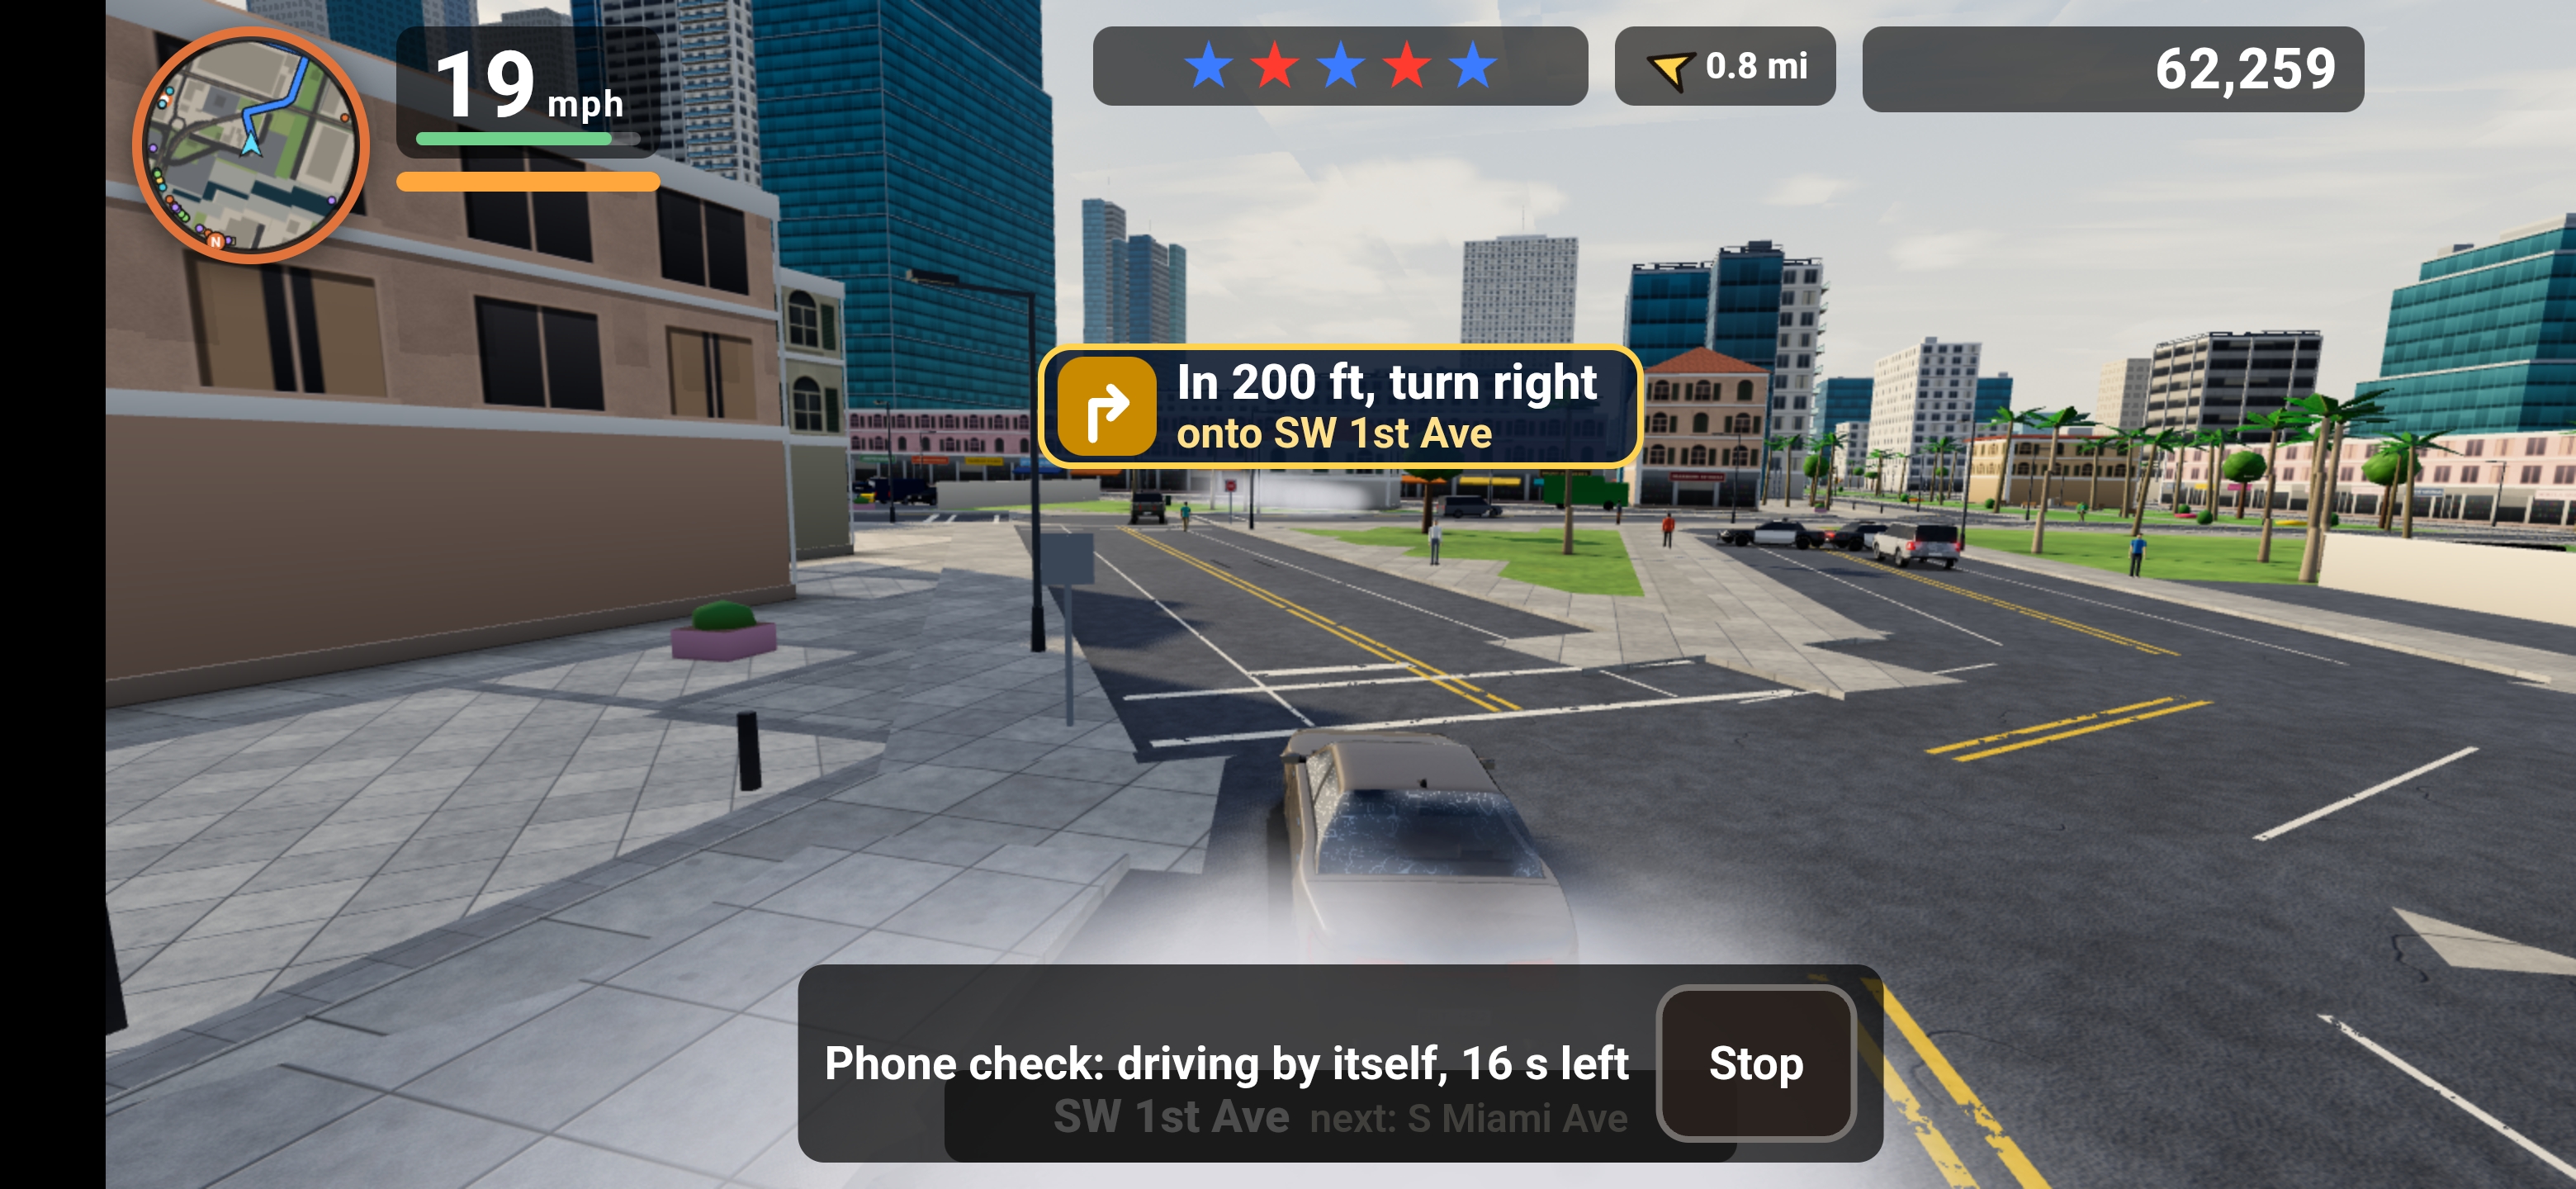 19 mph
0.8 mi
62,259
N
In 200 ft, turn right
onto SW 1st Ave
Phone check: driving by itself, 16 s left
Stop
SW 1st Ave next: S Miami Ave